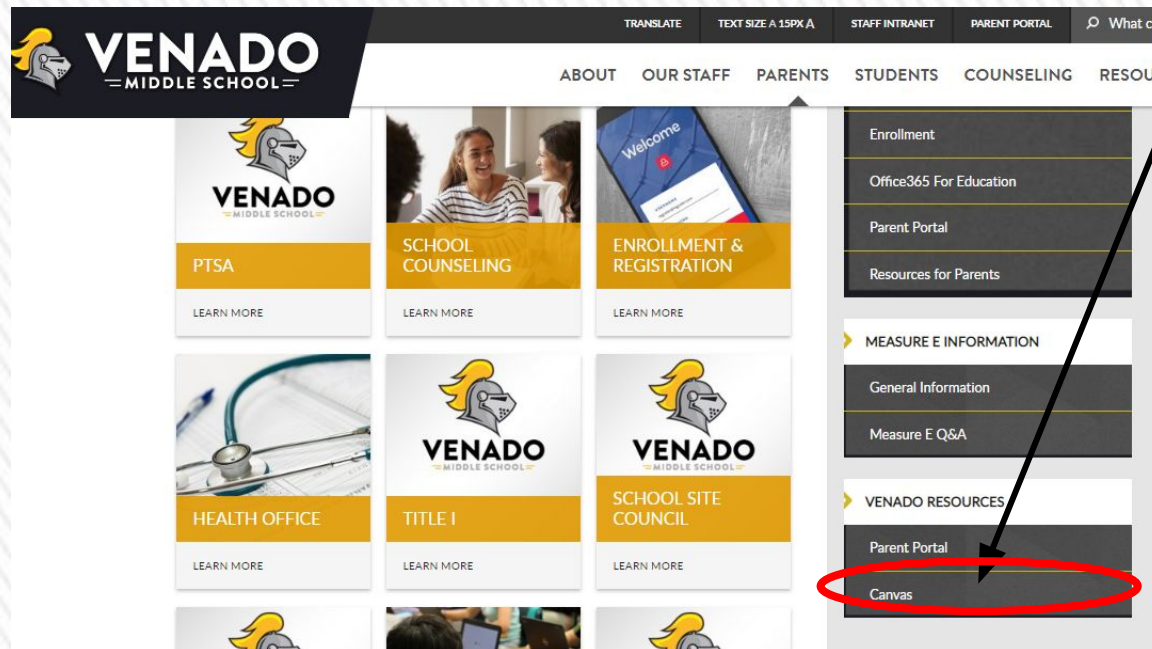 VENADO
MIDDLE SCHOOL
TRANSLATE TEXT SIZE A 15PX A STAFF INTRANET PARENT PORTAL What c
ABOUT OUR STAFF PARENTS STUDENTS COUNSELING RESOU
VENADO
MIDDLE SCHOOL
PTSA
LEARN MORE
SCHOOL
COUNSELING
LEARN MORE
Welcome
ENROLLMENT &
REGISTRATION
LEARN MORE
HEALTH OFFICE
LEARN MORE
VENADO
MIDDLE SCHOOL
TITLE I
LEARN MORE
VENADO
MIDDLE SCHOOL
SCHOOL SITE
COUNCIL
LEARN MORE
Enrollment
Office365 For Education
Parent Portal
Resources for Parents
MEASURE E INFORMATION
General Information
Measure E Q&A
VENADO RESOURCES
Parent Portal
Canvas